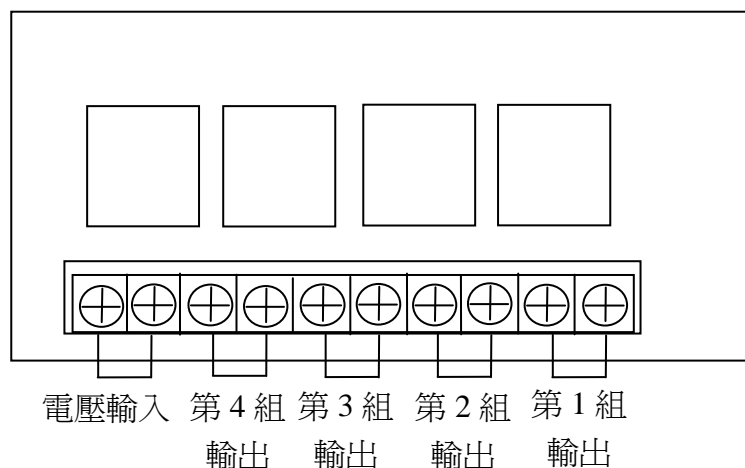 電壓輸入 第 4 組 第 3 組 第 2 組 第 1 組
輸出 輸出 輸出 輸出